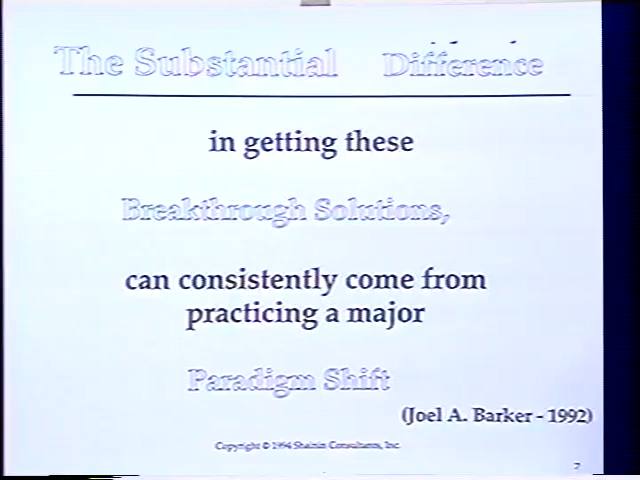 The Substantial Difference
in getting these
Breakthrough Solutions,
can consistently come from
practicing a major
Paradigm Shift
(Joel A. Barker - 1992)
Copyright © 1994 Shainin Consultants, Inc.
7